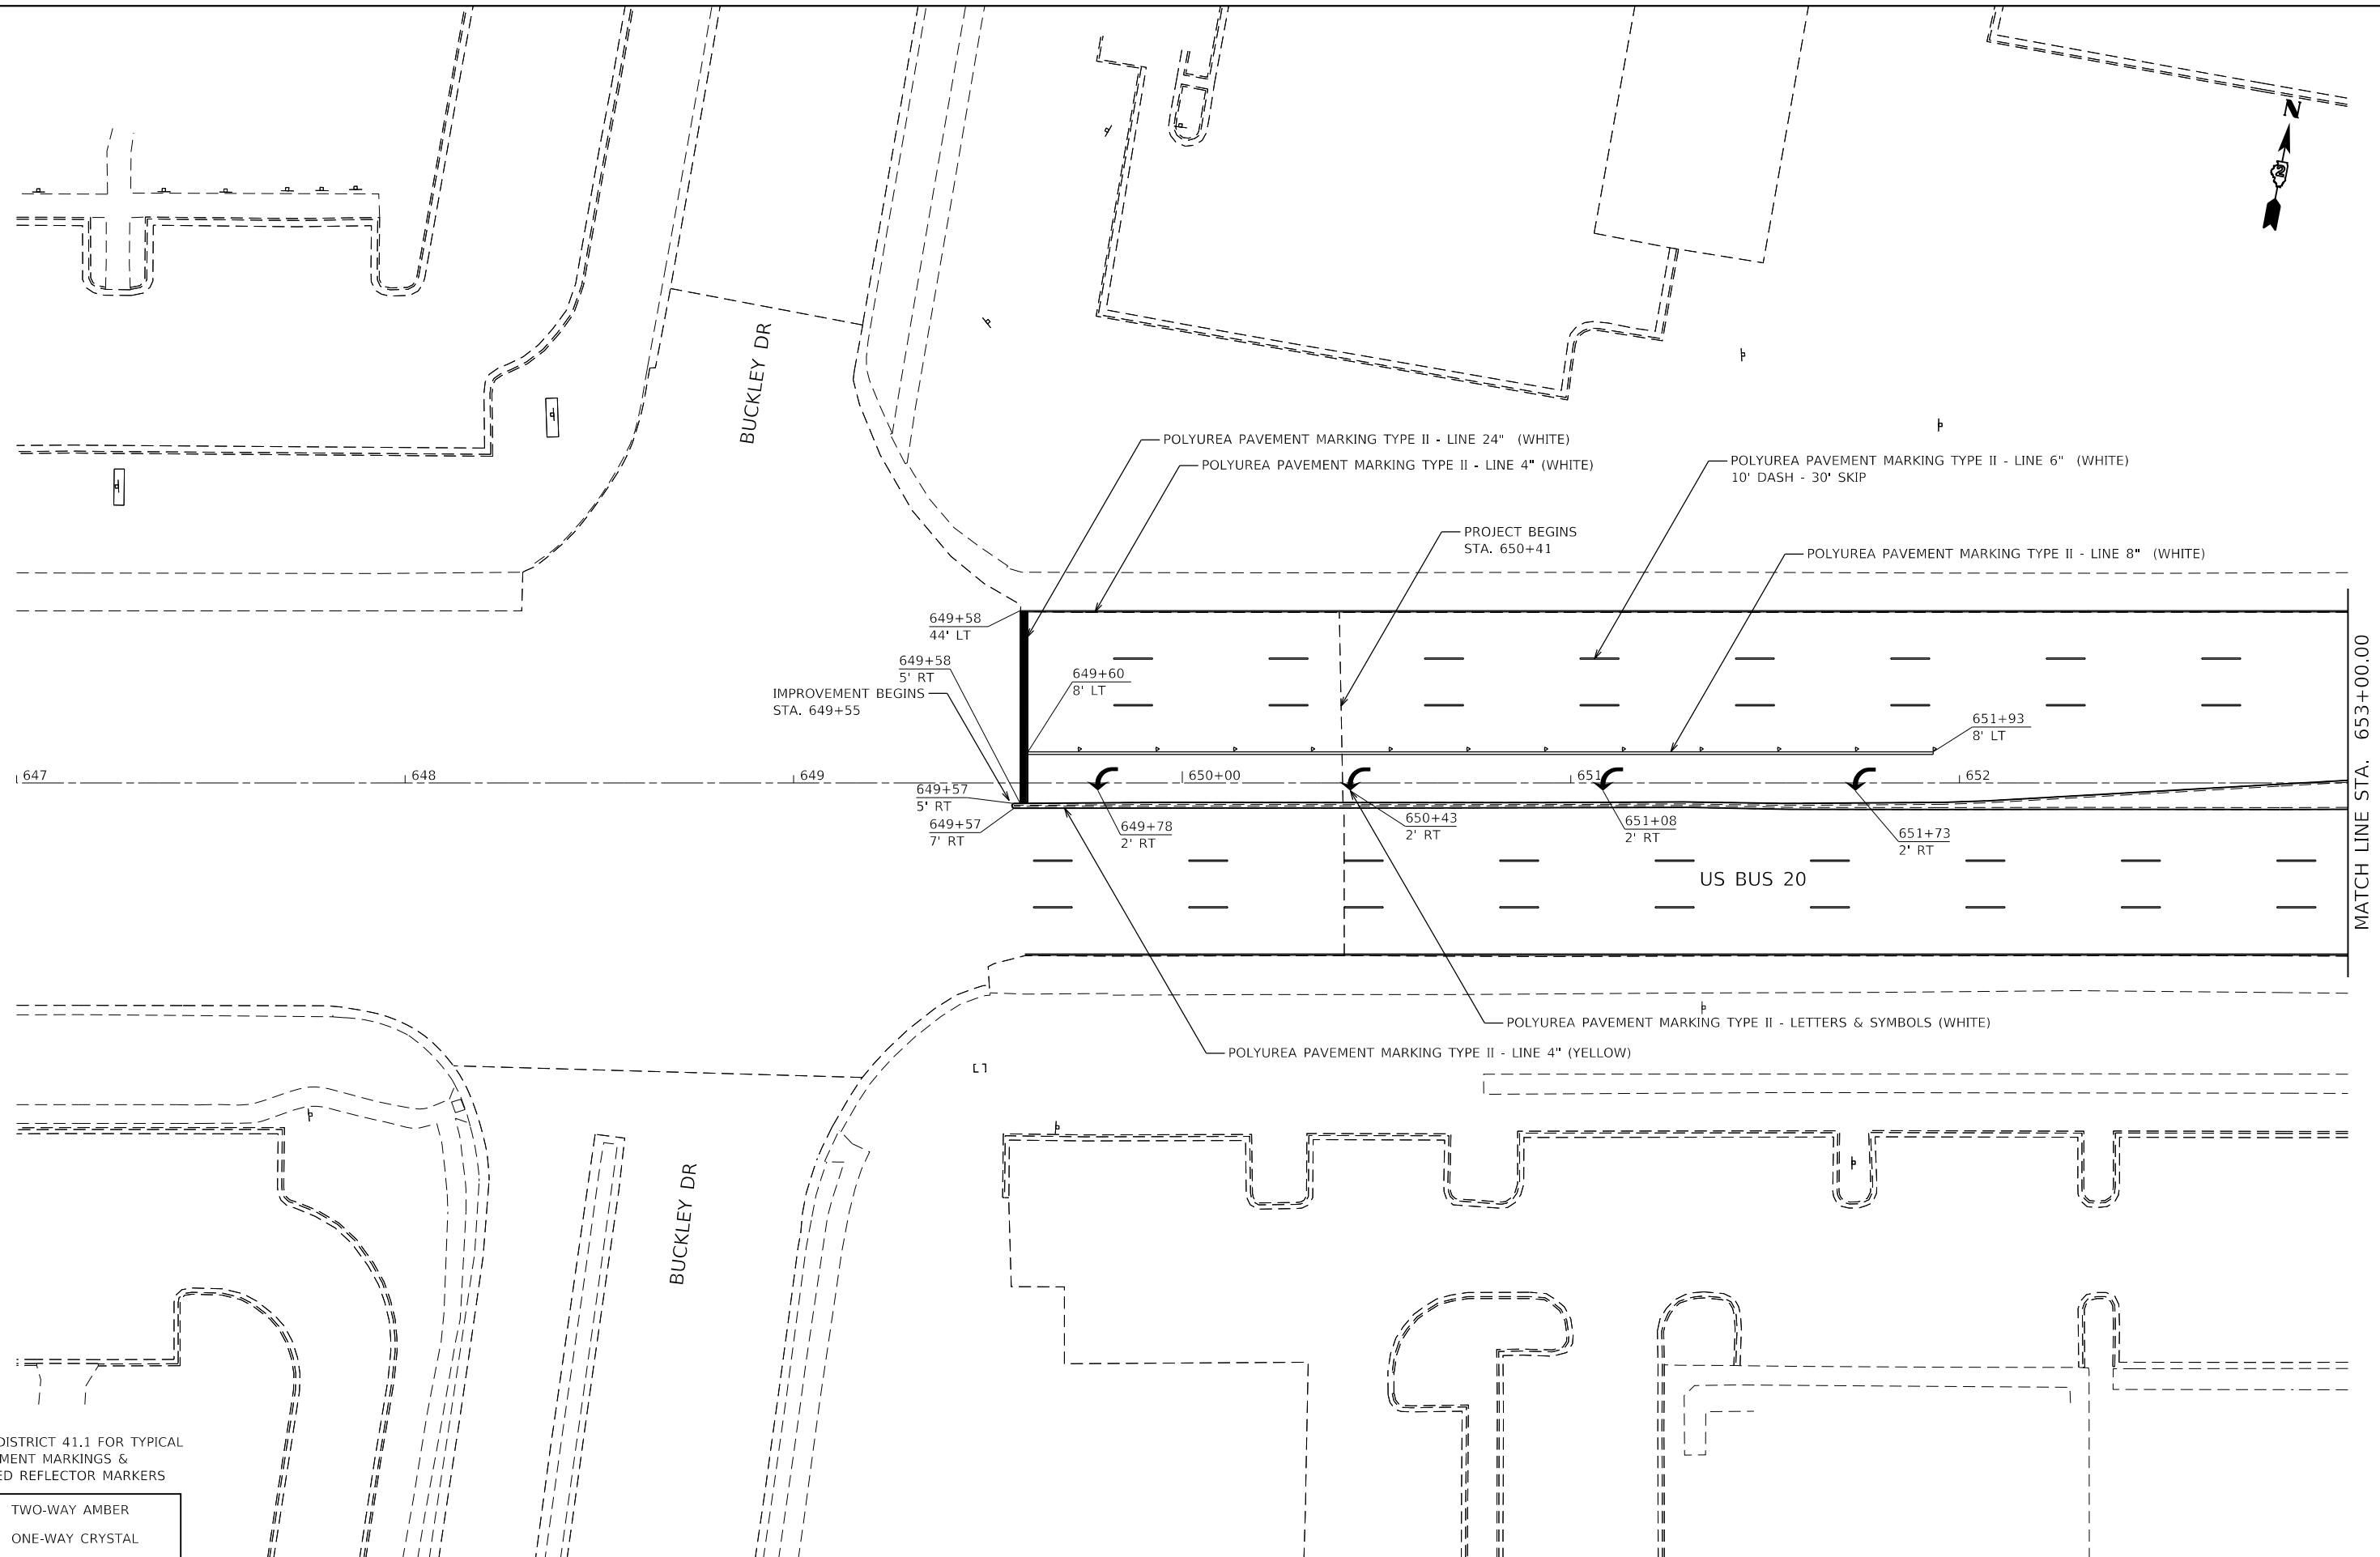 N
2
BUCKLEY DR
POLYUREA PAVEMENT MARKING TYPE II - LINE 24" (WHITE)
POLYUREA PAVEMENT MARKING TYPE II - LINE 4" (WHITE)
POLYUREA PAVEMENT MARKING TYPE II - LINE 6" (WHITE)
10' DASH - 30' SKIP
PROJECT BEGINS
STA. 650+41
POLYUREA PAVEMENT MARKING TYPE II - LINE 8" (WHITE)
649+58
44' LT
649+58
5' RT
649+60
8' LT
IMPROVEMENT BEGINS
STA. 649+55
651+93
8' LT
647
648
649
650+00
651
652
649+57
5' RT
649+57
7' RT
649+78
2' RT
650+43
2' RT
651+08
2' RT
651+73
2' RT
US BUS 20
MATCH LINE STA. 653+00.00
POLYUREA PAVEMENT MARKING TYPE II - LETTERS & SYMBOLS (WHITE)
POLYUREA PAVEMENT MARKING TYPE II - LINE 4" (YELLOW)
BUCKLEY DR
DISTRICT 41.1 FOR TYPICAL
MENT MARKINGS &
ED REFLECTOR MARKERS
TWO-WAY AMBER
ONE-WAY CRYSTAL